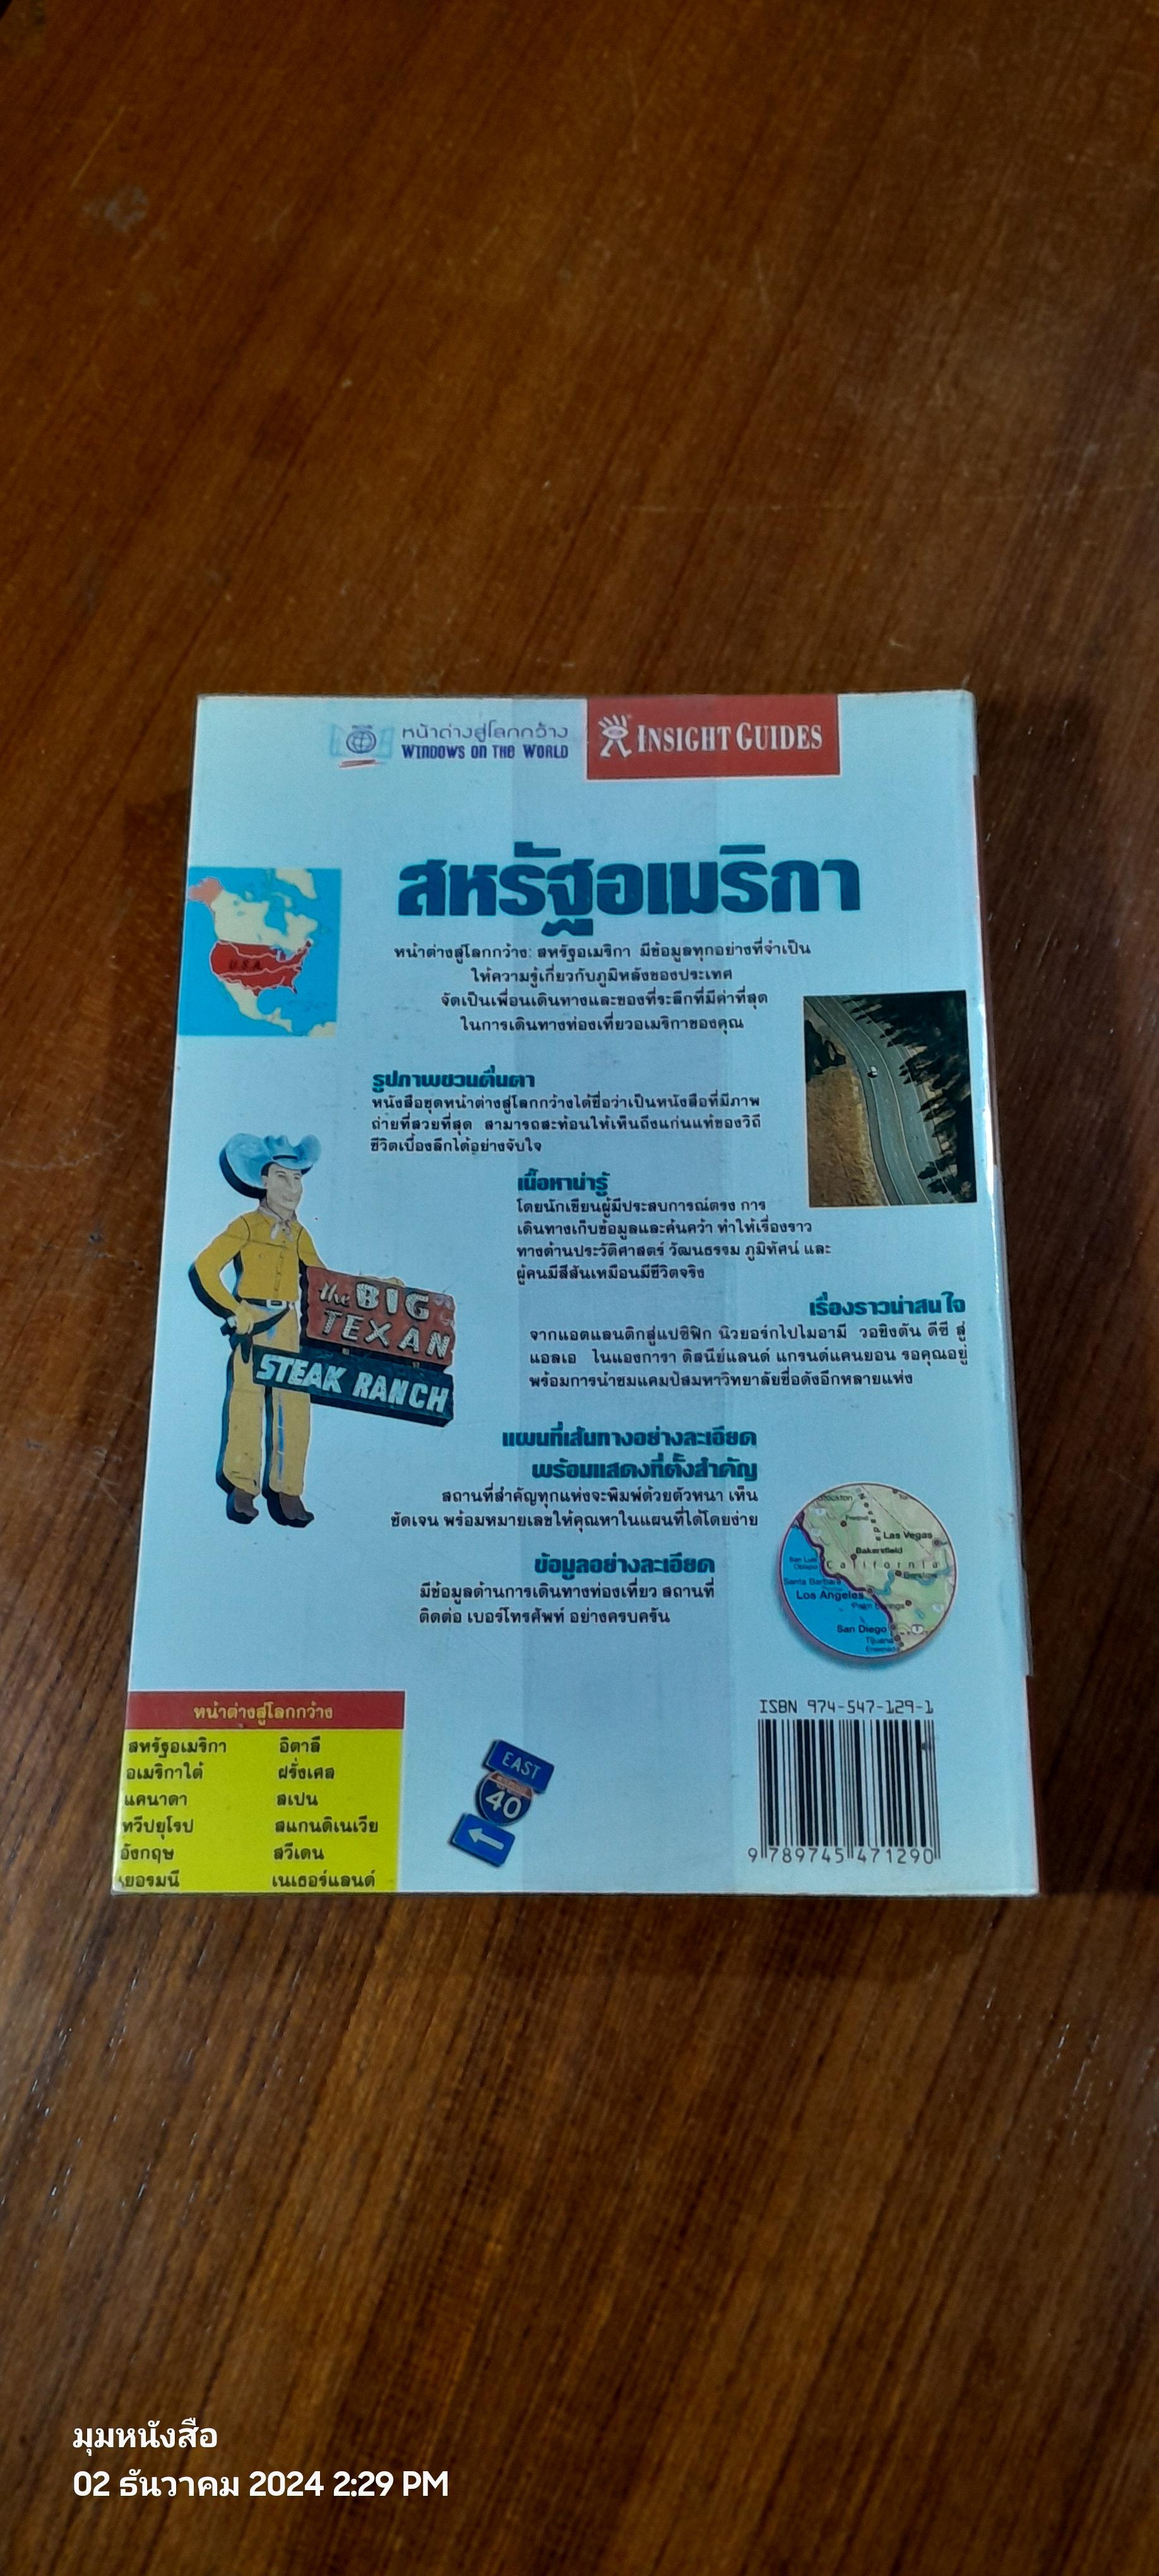 หน้าต่างสู่โลกกว้าง
WINDOWS ON THE WORLD
INSIGHT GUIDES
สหรัฐอเมริกา
หน้าต่างสู่โลกกว้าง: สหรัฐอเมริกา มีข้อมูลทุกอย่างที่จำเป็น
ให้ความรู้เกี่ยวกับภูมิหลังของประเทศ
จัดเป็นเพื่อนเดินทางและของที่ระลึกที่มีค่าที่สุด
ในการเดินทางท่องเที่ยวอเมริกาของคุณ
U.S.A.
รูปภาพชวนตื่นตา
หนังสือชุดหน้าต่างสู่โลกกว้างได้ชื่อว่าเป็นหนังสือที่มีภาพ
ถ่ายที่สวยที่สุด สามารถสะท้อนให้เห็นถึงแก่นแท้ของวิถี
ชีวิตเบื้องลึกได้อย่างจับใจ
เนื้อหาน่ารู้
โดยนักเขียนผู้มีประสบการณ์ตรง การ
เดินทางเก็บข้อมูลและค้นคว้า ทำให้เรื่องราว
ทางด้านประวัติศาสตร์ วัฒนธรรม ภูมิทัศน์ และ
ผู้คนมีสีสันเหมือนมีชีวิตจริง
the BIG
TEXAN
STEAK RANCH
เรื่องราวน่าสนใจ
จากแอตแลนติกสู่แปซิฟิก นิวยอร์กไปไมอามี วอชิงตัน ดีซี สู่
แอลเอ ไนแองการา ดิสนีย์แลนด์ แกรนด์แคนยอน รอคุณอยู่
พร้อมการนำชมแคมปัสมหาวิทยาลัยชื่อดังอีกหลายแห่ง
แผนที่เส้นทางอย่างละเอียด
พร้อมแสดงที่ตั้งสำคัญ
สถานที่สำคัญทุกแห่งจะพิมพ์ด้วยตัวหนา เห็น
ชัดเจน พร้อมหมายเลขให้คุณหาในแผนที่ได้โดยง่าย
ข้อมูลอย่างละเอียด
มีข้อมูลด้านการเดินทางท่องเที่ยว สถานที่
ติดต่อ เบอร์โทรศัพท์ อย่างครบครัน
Stockton
Fresno
Las Vegas
Bakersfield
California
San Luis
Obispo
Barstow
Santa Barbara
Los Angeles
Palm Springs
San Diego
Tijuana
Ensenada
หน้าต่างสู่โลกกว้าง
สหรัฐอเมริกา อิตาลี
อเมริกาใต้ ฝรั่งเศส
แคนาดา สเปน
ทวีปยุโรป สแกนดิเนเวีย
อังกฤษ สวีเดน
เยอรมนี เนเธอร์แลนด์
EAST
40
ISBN 974-547-129-1
9 789745 471290
มุมหนังสือ
02 ธันวาคม 2024 2:29 PM